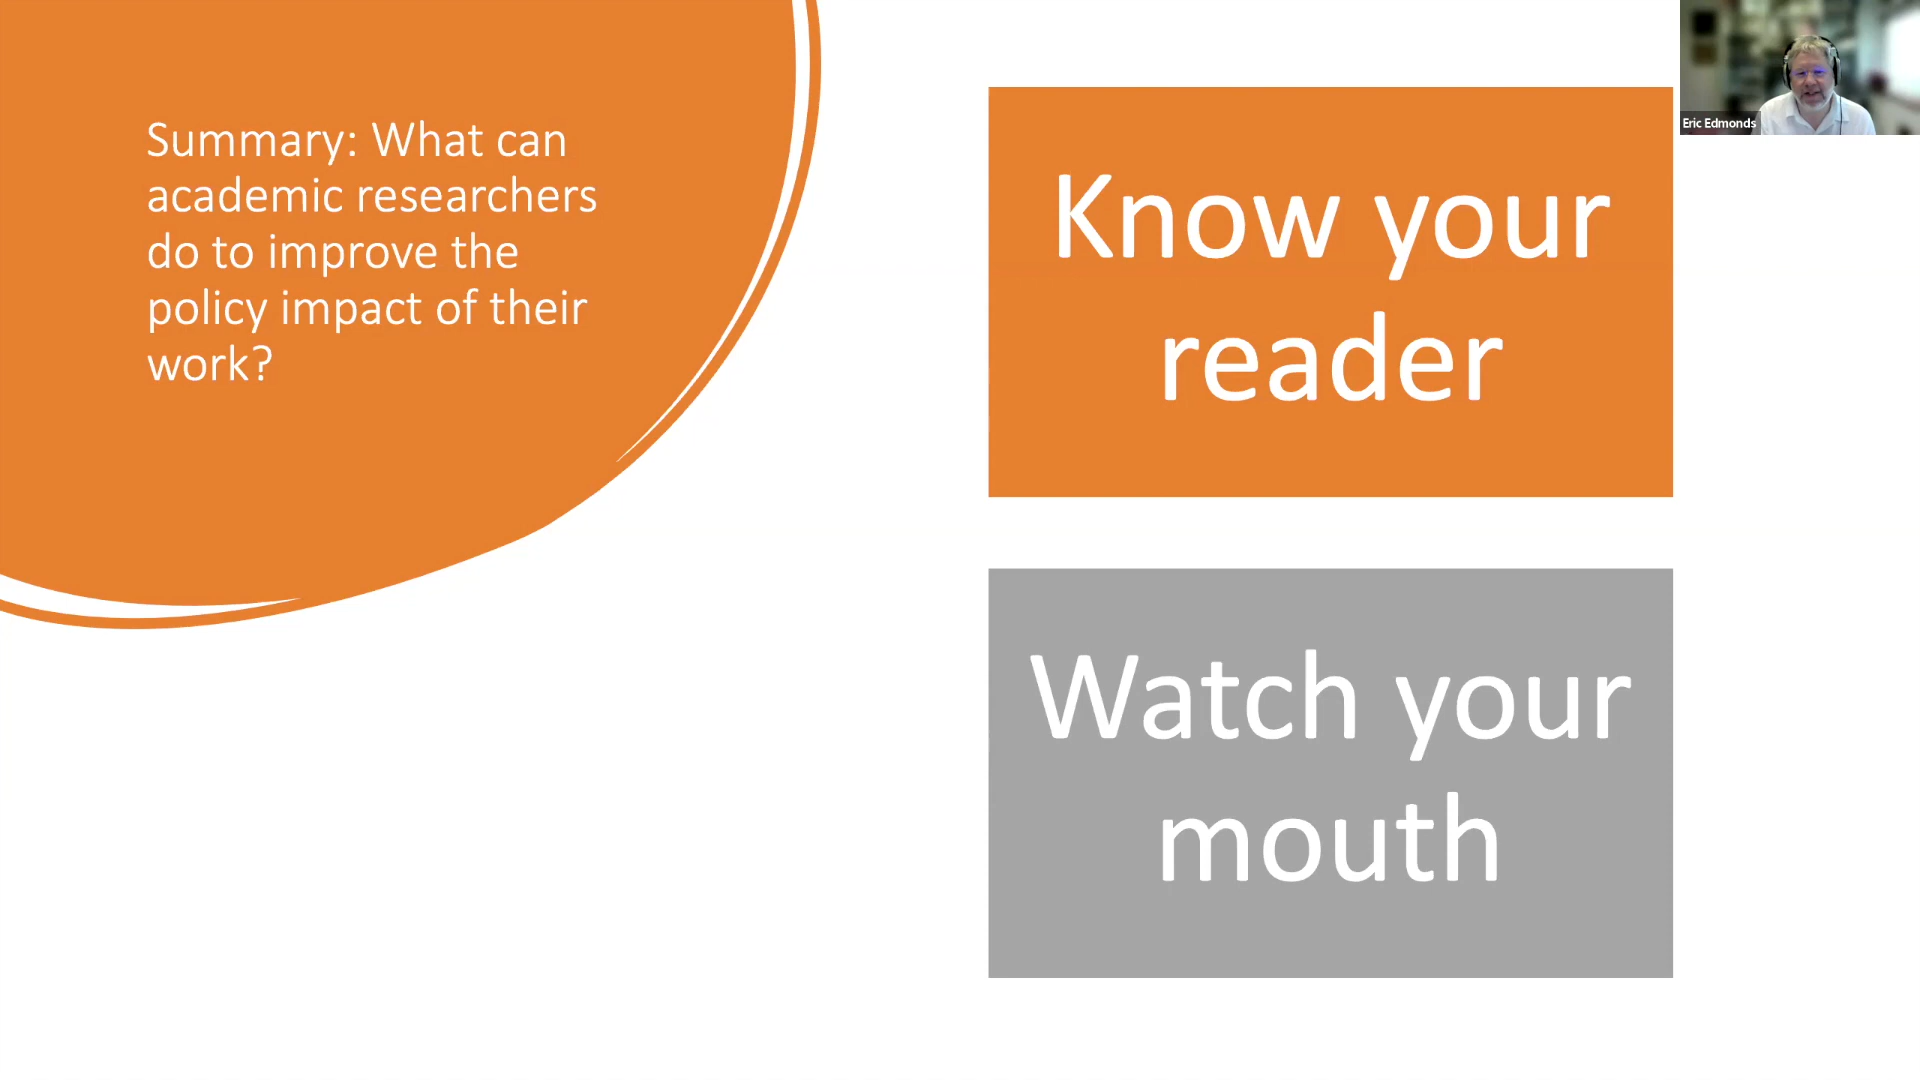 Summary: What can
academic researchers
do to improve the
policy impact of their
work?
Know your
reader
Watch your
mouth
Eric Edmonds